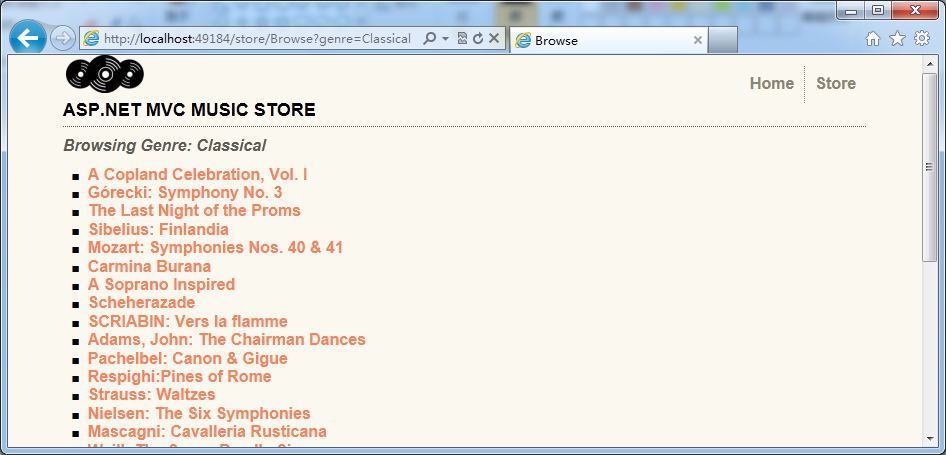 http://localhost:49184/store/Browse?genre=Classical
Browse
Home
Store
ASP.NET MVC MUSIC STORE
Browsing Genre: Classical
A Copland Celebration, Vol. I
Górecki: Symphony No. 3
The Last Night of the Proms
Sibelius: Finlandia
Mozart: Symphonies Nos. 40 & 41
Carmina Burana
A Soprano Inspired
Scheherazade
SCRIABIN: Vers la flamme
Adams, John: The Chairman Dances
Pachelbel: Canon & Gigue
Respighi:Pines of Rome
Strauss: Waltzes
Nielsen: The Six Symphonies
Mascagni: Cavalleria Rusticana